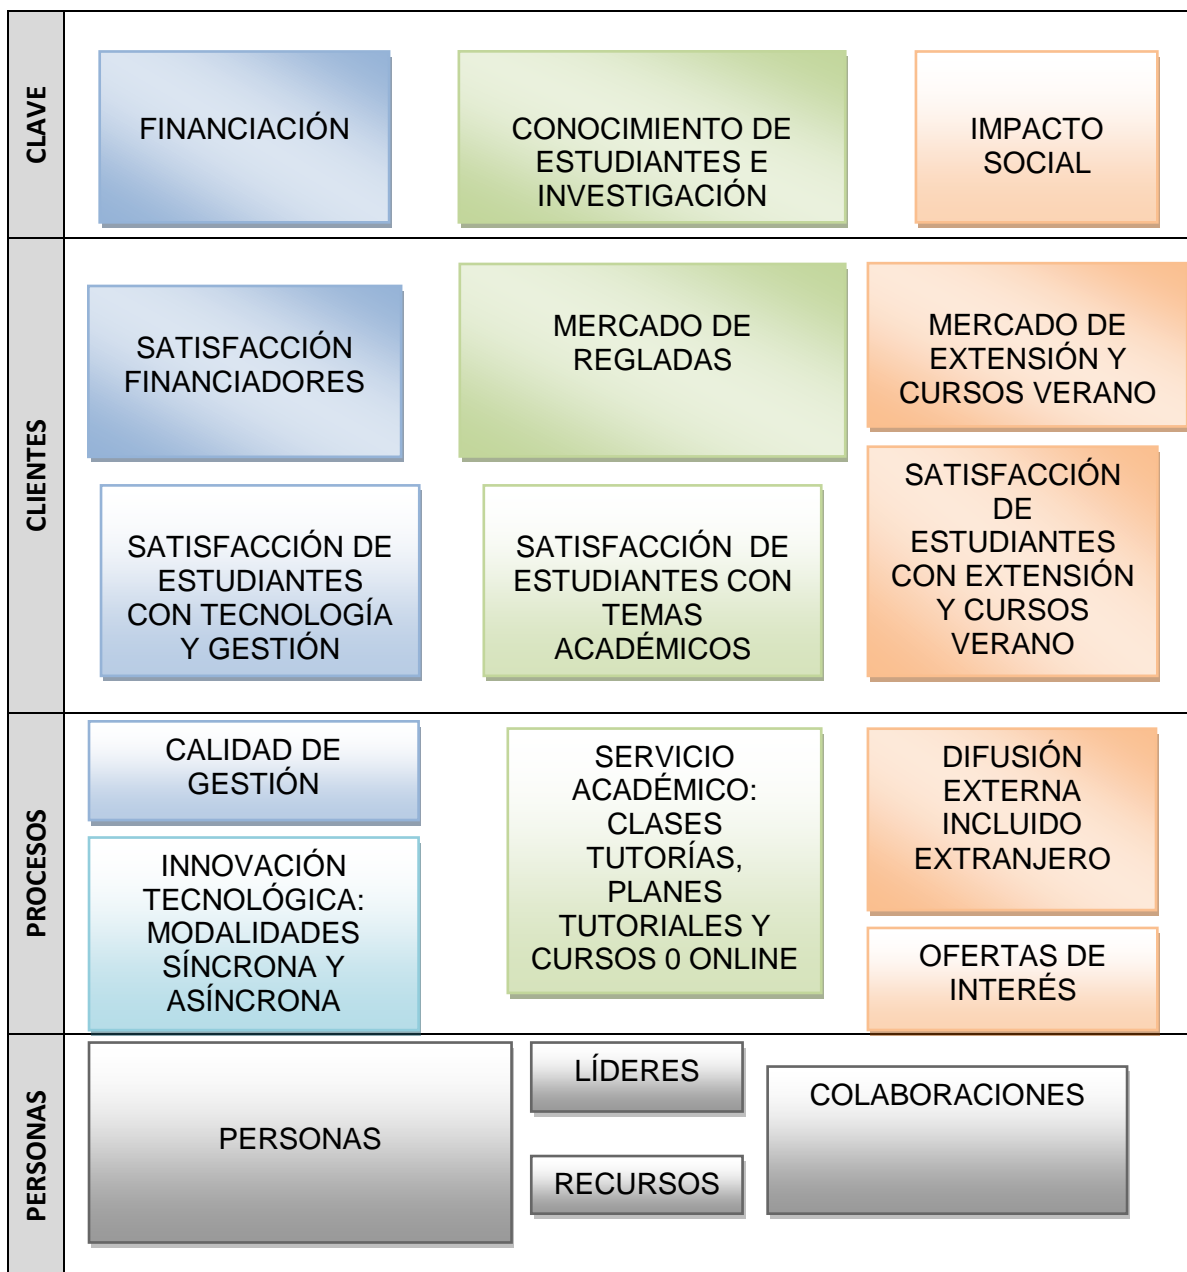 CLAVE
FINANCIACIÓN
CONOCIMIENTO DE
ESTUDIANTES E
INVESTIGACIÓN
IMPACTO
SOCIAL
CLIENTES
SATISFACCIÓN
FINANCIADORES
MERCADO DE
REGLADAS
MERCADO DE
EXTENSIÓN Y
CURSOS VERANO
SATISFACCIÓN DE
ESTUDIANTES
CON TECNOLOGÍA
Y GESTIÓN
SATISFACCIÓN DE
ESTUDIANTES CON
TEMAS
ACADÉMICOS
SATISFACCIÓN
DE
ESTUDIANTES
CON EXTENSIÓN
Y CURSOS
VERANO
PROCESOS
CALIDAD DE
GESTIÓN
INNOVACIÓN
TECNOLÓGICA:
MODALIDADES
SÍNCRONA Y
ASÍNCRONA
SERVICIO
ACADÉMICO:
CLASES
TUTORÍAS,
PLANES
TUTORIALES Y
CURSOS 0 ONLINE
DIFUSIÓN
EXTERNA
INCLUIDO
EXTRANJERO
OFERTAS DE
INTERÉS
PERSONAS
PERSONAS
LÍDERES
RECURSOS
COLABORACIONES